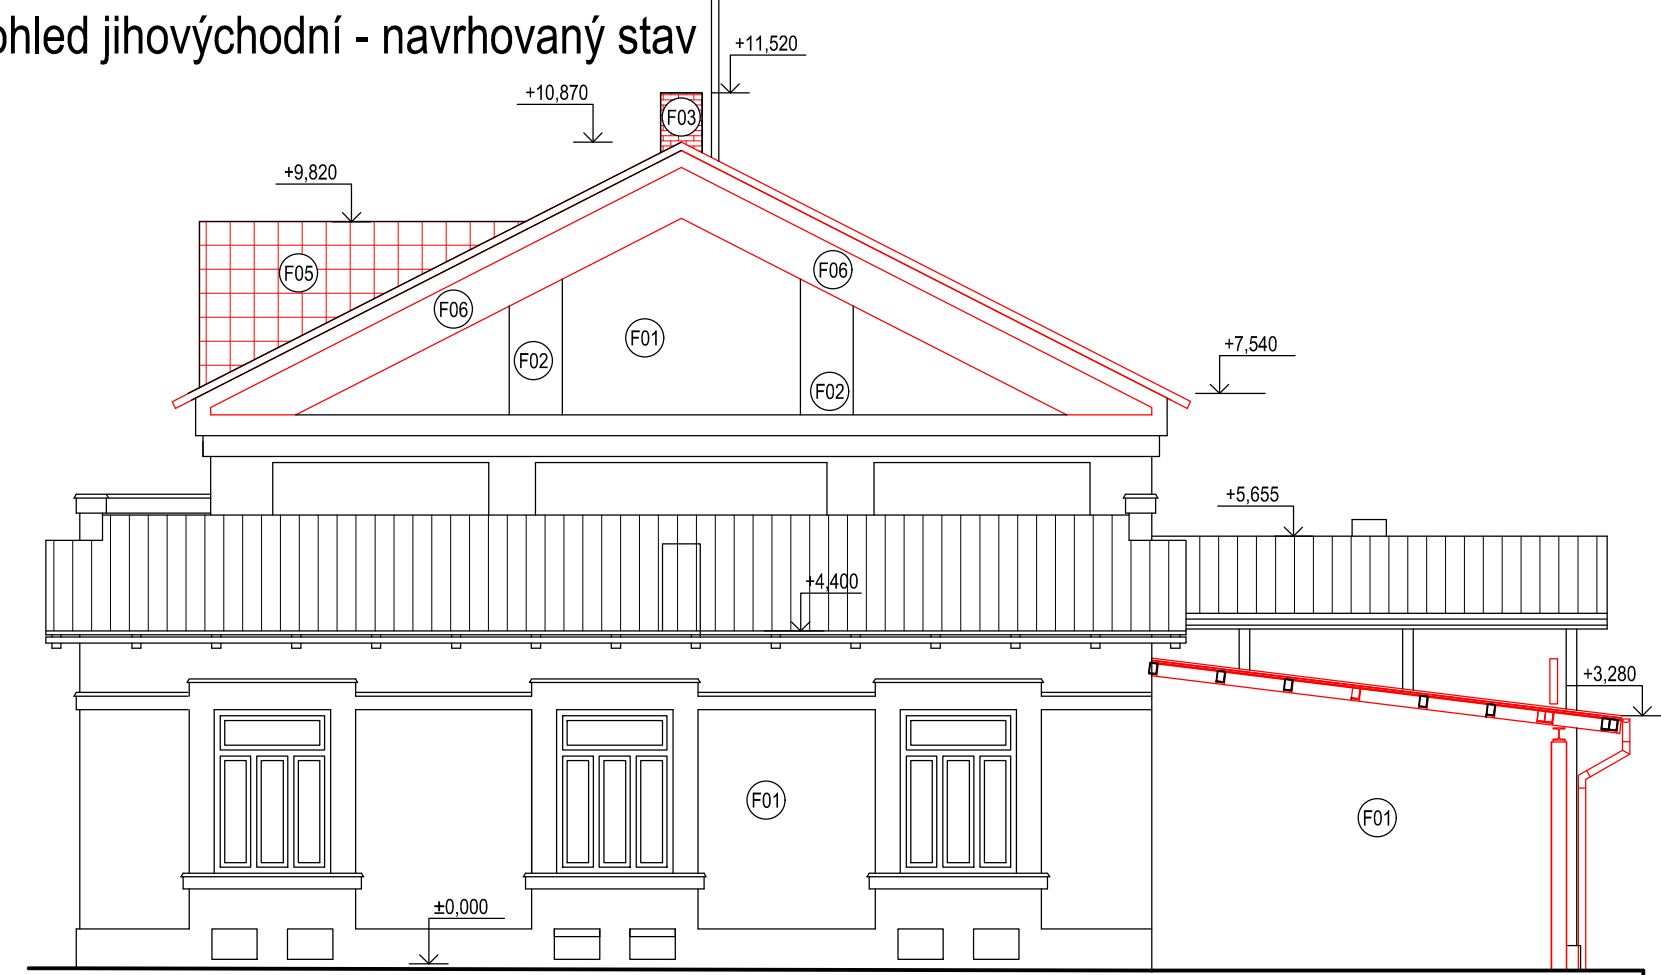 ohled jihovýchodní - navrhovaný stav
+11,520
+10,870
F03
+9,820
F05
F06
F06
F01
F02
F02
+7,540
+5,655
+4,400
+3,280
F01
F01
±0,000